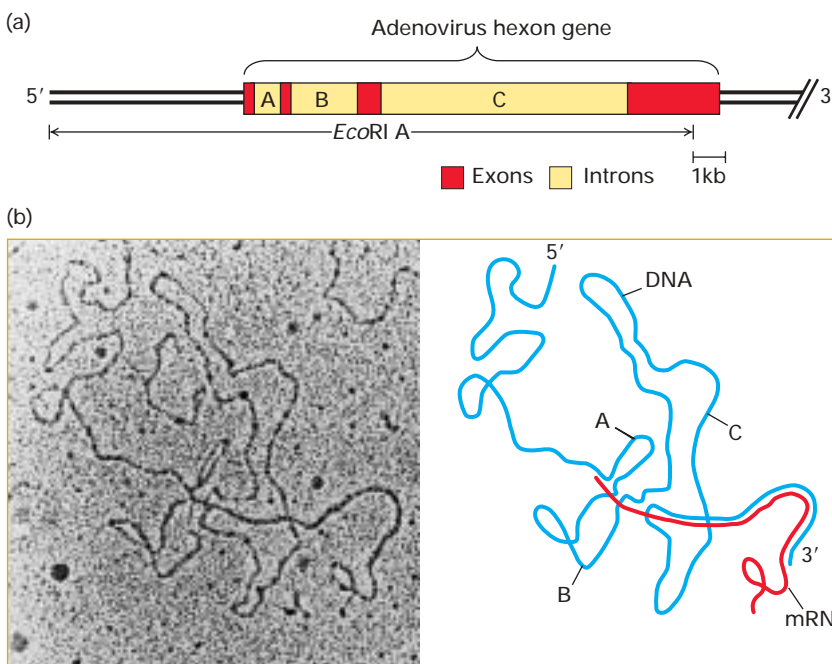 (a)
Adenovirus hexon gene
5′
A
B
C
3
EcoRI A
1kb
Exons
Introns
(b)
5′
DNA
A
C
B
3′
mRN